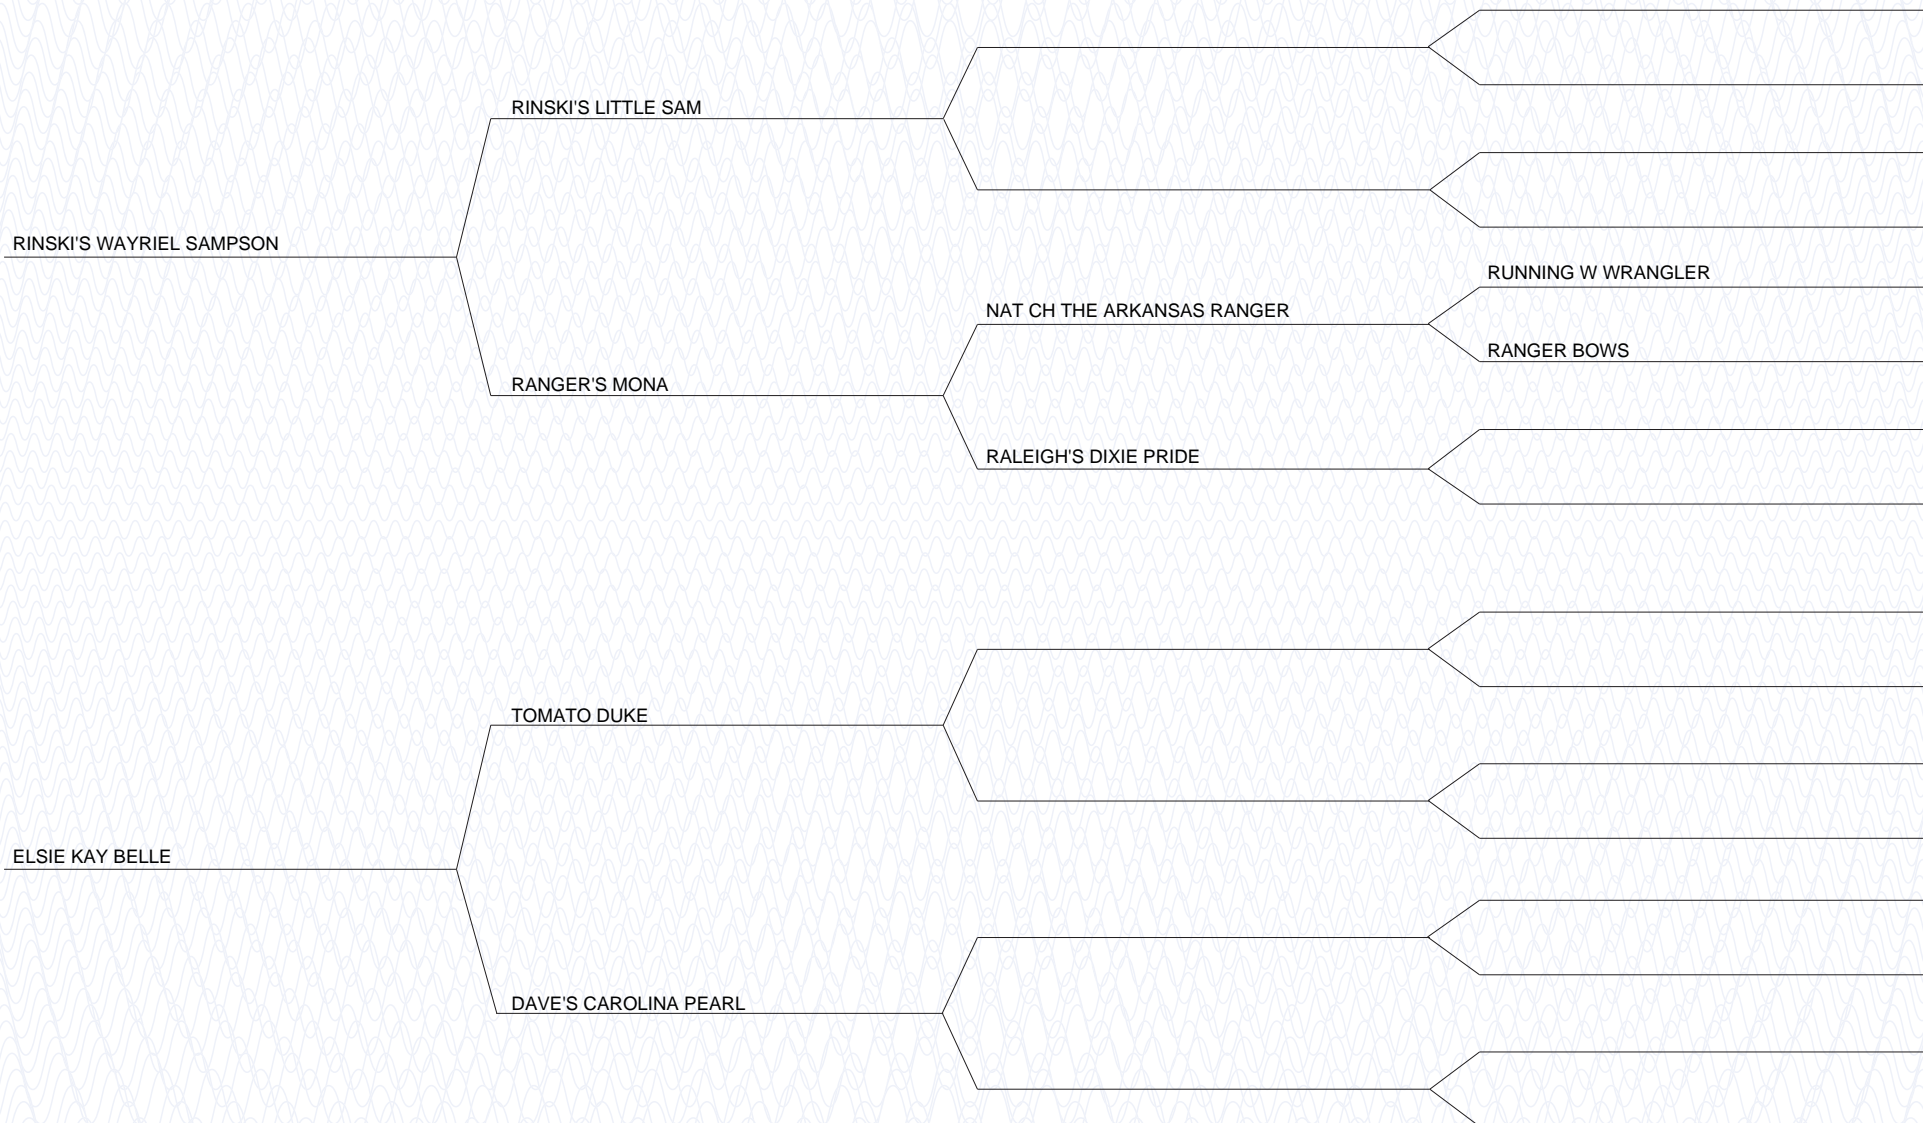 RINSKI'S LITTLE SAM
RINSKI'S WAYRIEL SAMPSON
RUNNING W WRANGLER
NAT CH THE ARKANSAS RANGER
RANGER BOWS
RANGER'S MONA
RALEIGH'S DIXIE PRIDE
TOMATO DUKE
ELSIE KAY BELLE
DAVE'S CAROLINA PEARL